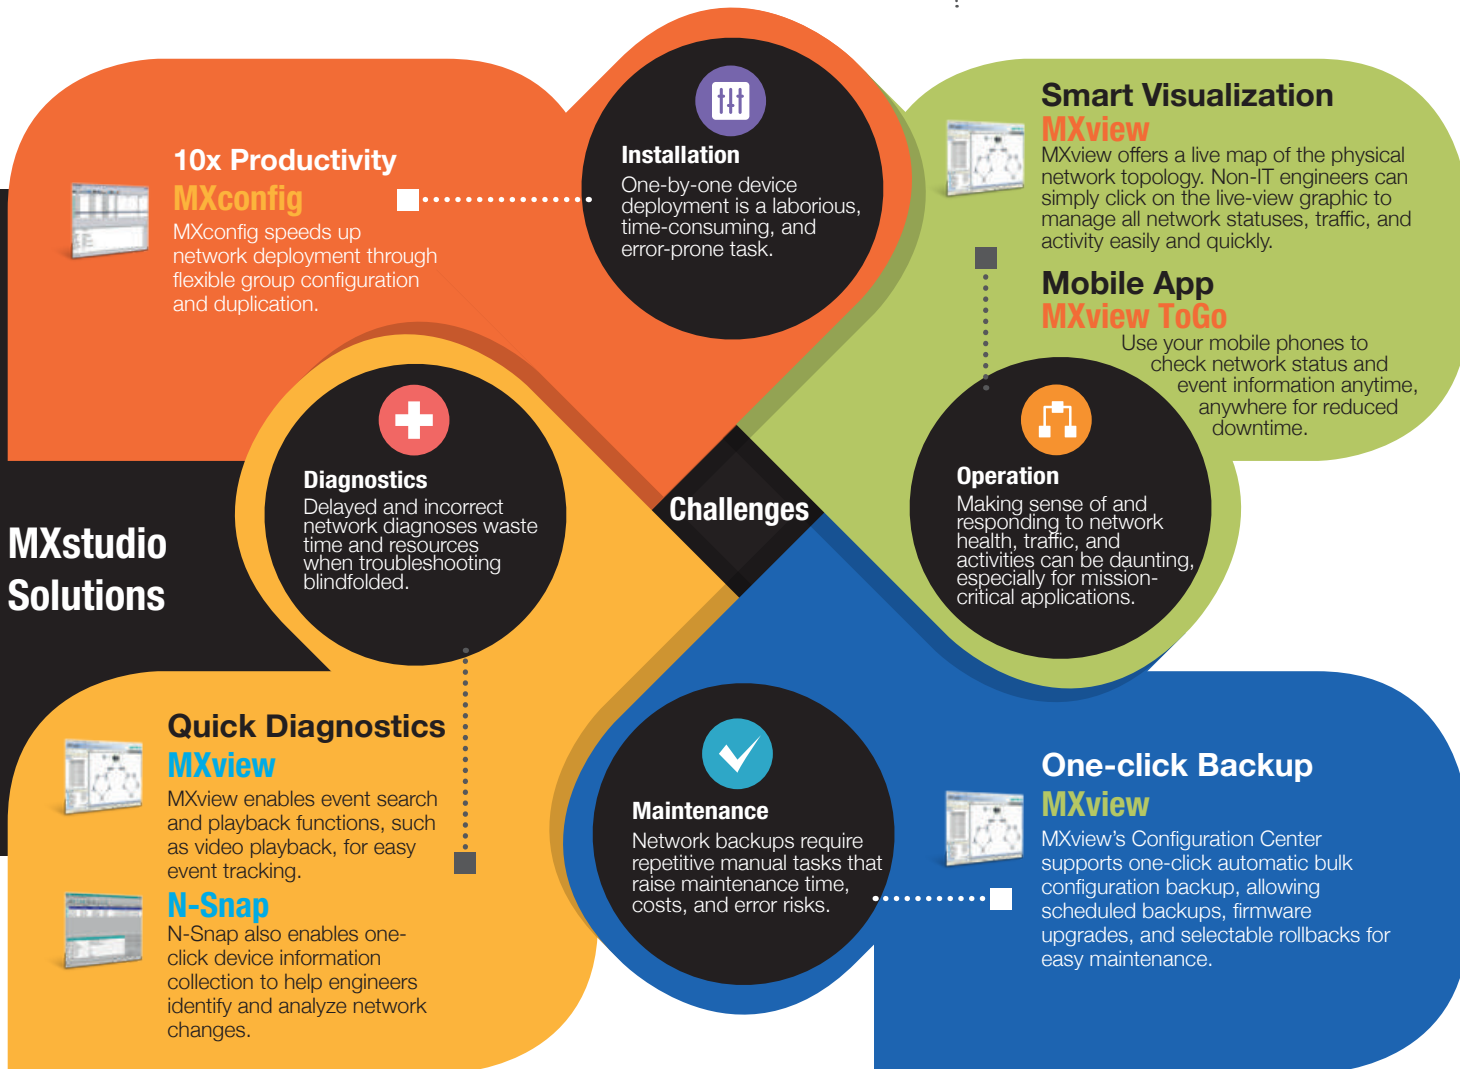 10x Productivity
MXconfig
MXconfig speeds up
network deployment through
flexible group configuration
and duplication.
Installation
One-by-one device
deployment is a laborious,
time-consuming, and
error-prone task.
Smart Visualization
MXview
MXview offers a live map of the physical
network topology. Non-IT engineers can
simply click on the live-view graphic to
manage all network statuses, traffic, and
activity easily and quickly.
Mobile App
MXview ToGo
Use your mobile phones to
check network status and
event information anytime,
anywhere for reduced
downtime.
Diagnostics
Delayed and incorrect
network diagnoses waste
time and resources
when troubleshooting
blindfolded.
Challenges
Operation
Making sense of and
responding to network
health, traffic, and
activities can be daunting,
especially for mission-
critical applications.
MXstudio
Solutions
Quick Diagnostics
MXview
MXview enables event search
and playback functions, such
as video playback, for easy
event tracking.
N-Snap
N-Snap also enables one-
click device information
collection to help engineers
identify and analyze network
changes.
Maintenance
Network backups require
repetitive manual tasks that
raise maintenance time,
costs, and error risks.
One-click Backup
MXview
MXview’s Configuration Center
supports one-click automatic bulk
configuration backup, allowing
scheduled backups, firmware
upgrades, and selectable rollbacks for
easy maintenance.